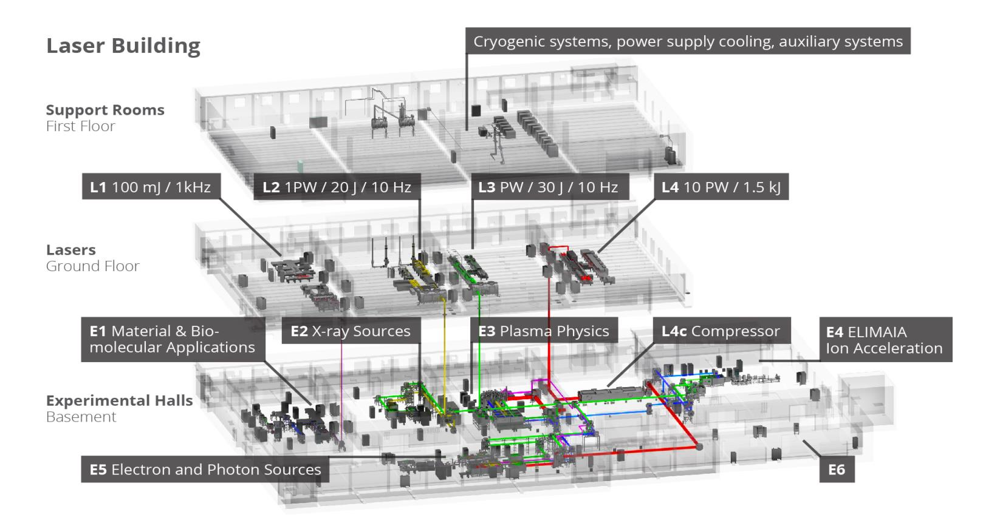 Laser Building
Cryogenic systems, power supply cooling, auxiliary systems
Support Rooms
First Floor
L1 100 mJ / 1kHz
L2 1PW / 20 J / 10 Hz
L3 PW / 30 J / 10 Hz
L4 10 PW / 1.5 kJ
Lasers
Ground Floor
E1 Material & Bio-
molecular Applications
E2 X-ray Sources
E3 Plasma Physics
L4c Compressor
E4 ELIMAIA
Ion Acceleration
Experimental Halls
Basement
E5 Electron and Photon Sources
E6